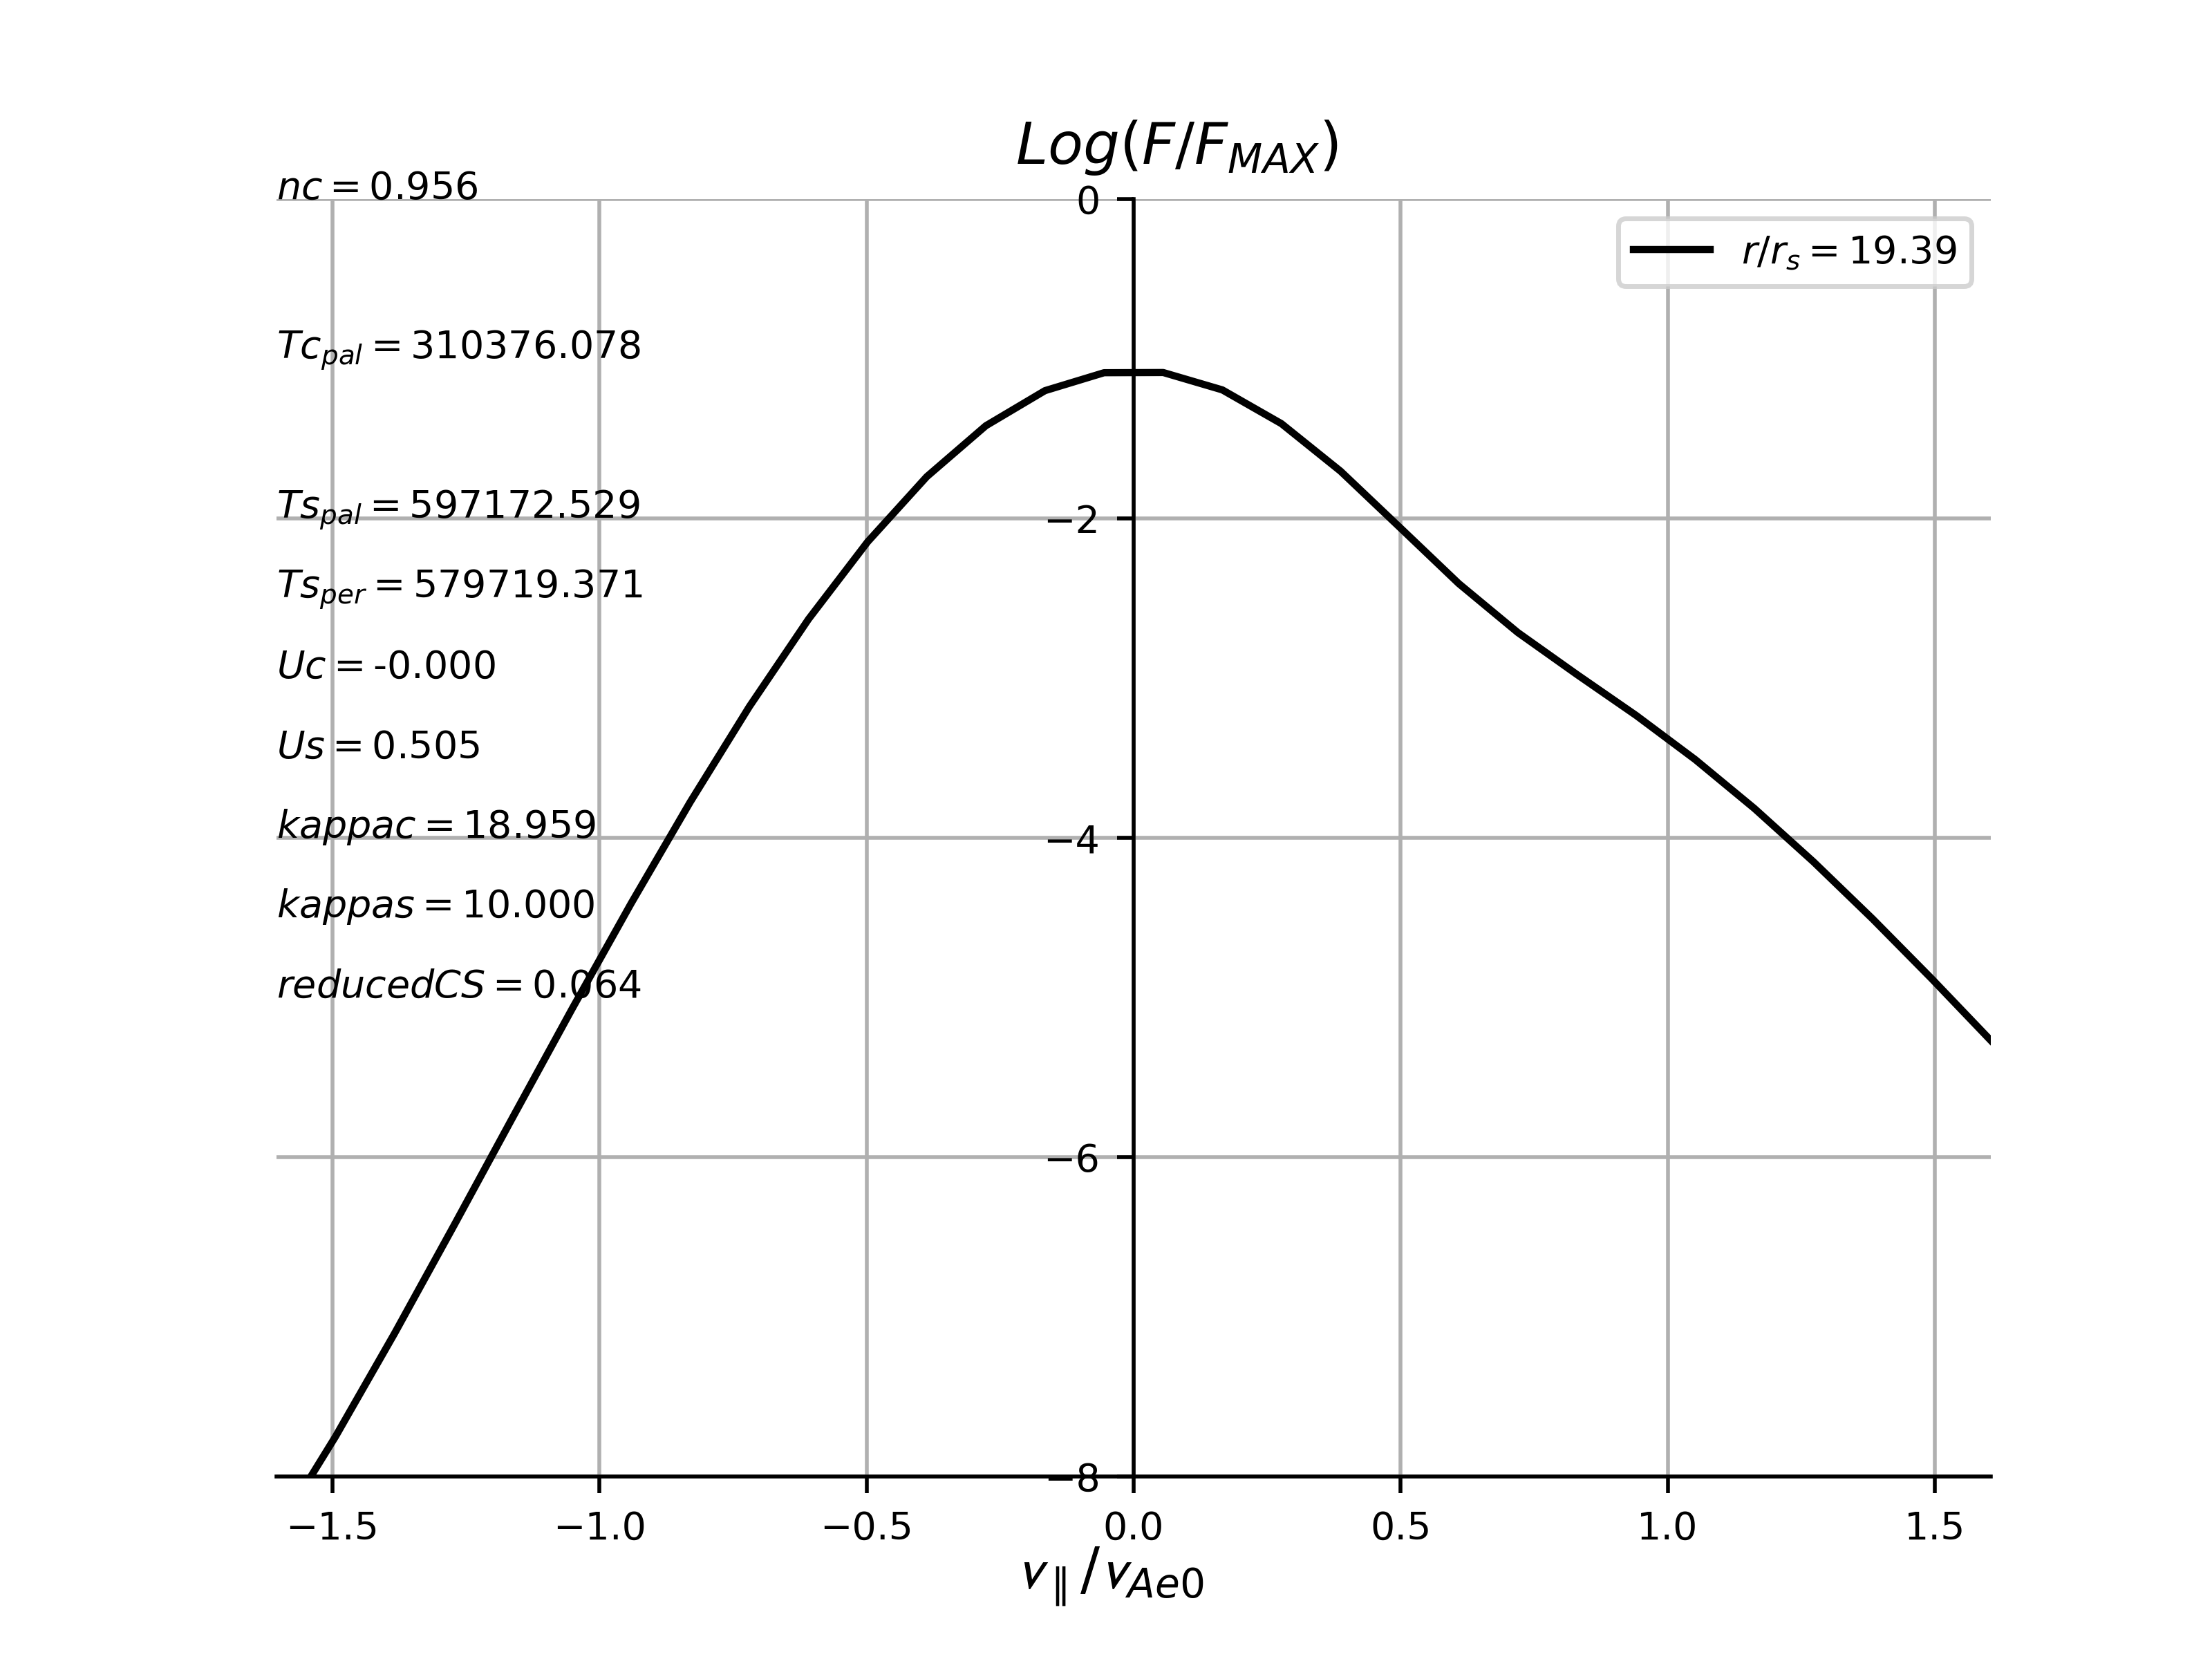 Log(F/F_MAX)
nc = 0.956
0
r/r_s = 19.39
Tc_pal = 310376.078
Ts_pal = 597172.529
−2
Ts_per = 579719.371
Uc = -0.000
Us = 0.505
kappac = 18.959
−4
kappas = 10.000
reducedCS = 0.064
−6
−8
−1.5 −1.0 −0.5 0.0 0.5 1.0 1.5
v_∥/v_Ae0